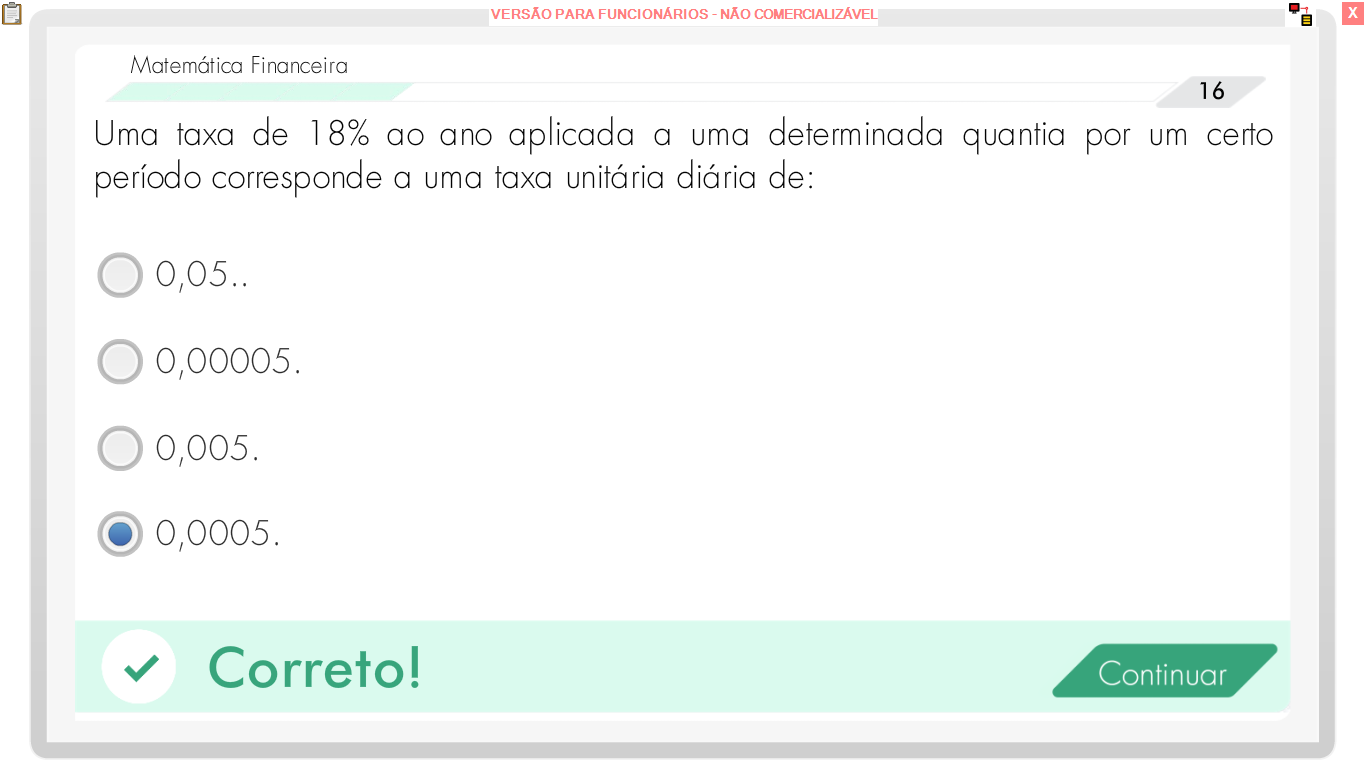 VERSÃO PARA FUNCIONÁRIOS - NÃO COMERCIALIZÁVEL
X
Matemática Financeira
16
Uma taxa de 18% ao ano aplicada a uma determinada quantia por um certo
período corresponde a uma taxa unitária diária de:
0,05..
0,00005.
0,005.
0,0005.
Correto!
Continuar